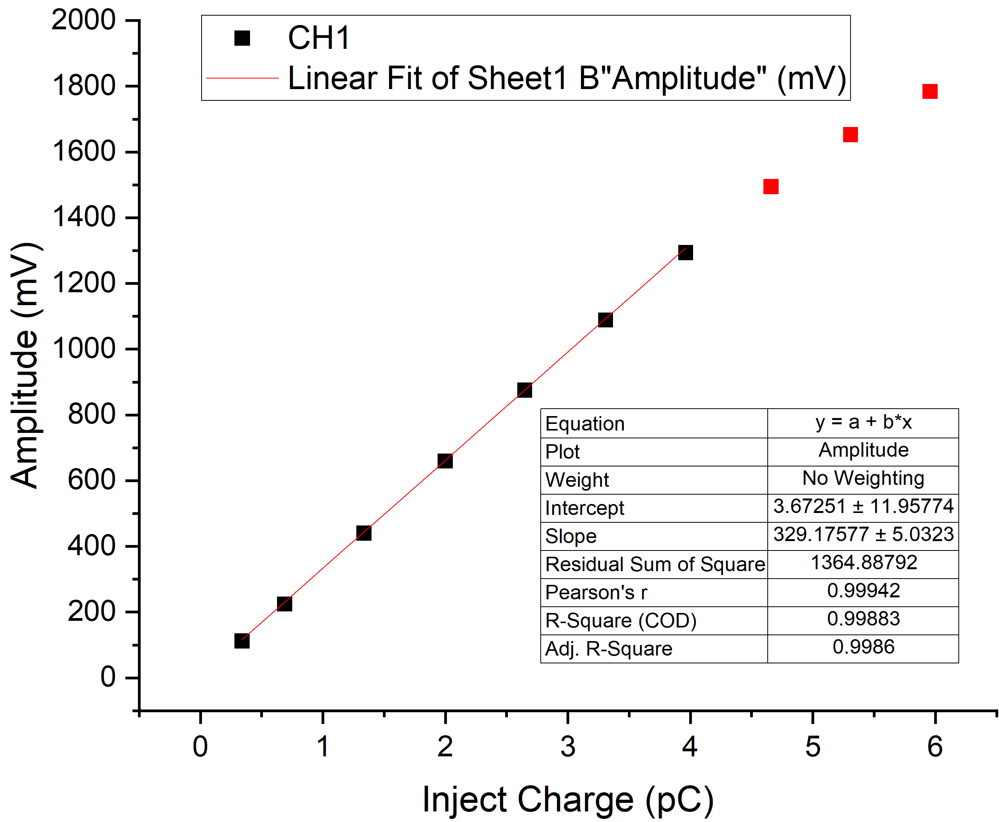 CH1
Linear Fit of Sheet1 B"Amplitude" (mV)
2000
1800
1600
1400
1200
1000
800
600
400
200
0
Amplitude (mV)
Equation y = a + b*x
Plot Amplitude
Weight No Weighting
Intercept 3.67251 ± 11.95774
Slope 329.17577 ± 5.0323
Residual Sum of Square 1364.88792
Pearson's r 0.99942
R-Square (COD) 0.99883
Adj. R-Square 0.9986
0 1 2 3 4 5 6
Inject Charge (pC)